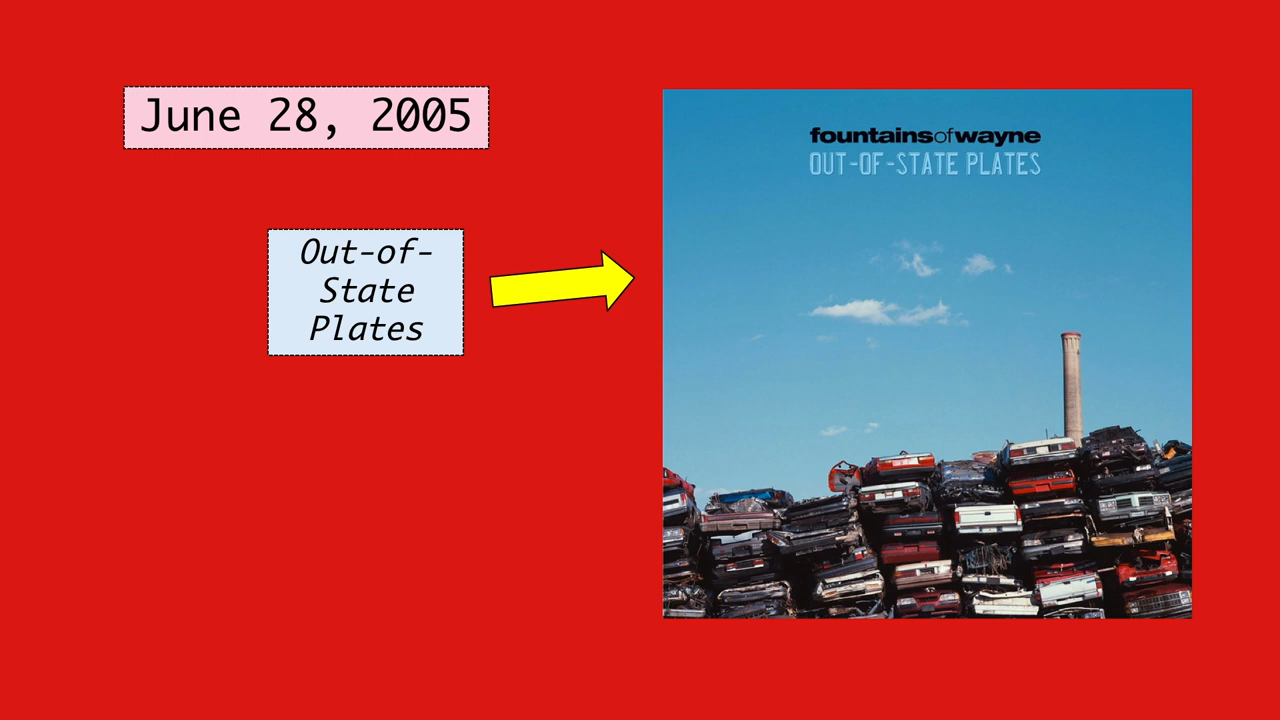 June 28, 2005
Out-of-
State
Plates
fountainsofwayne
OUT-OF-STATE PLATES